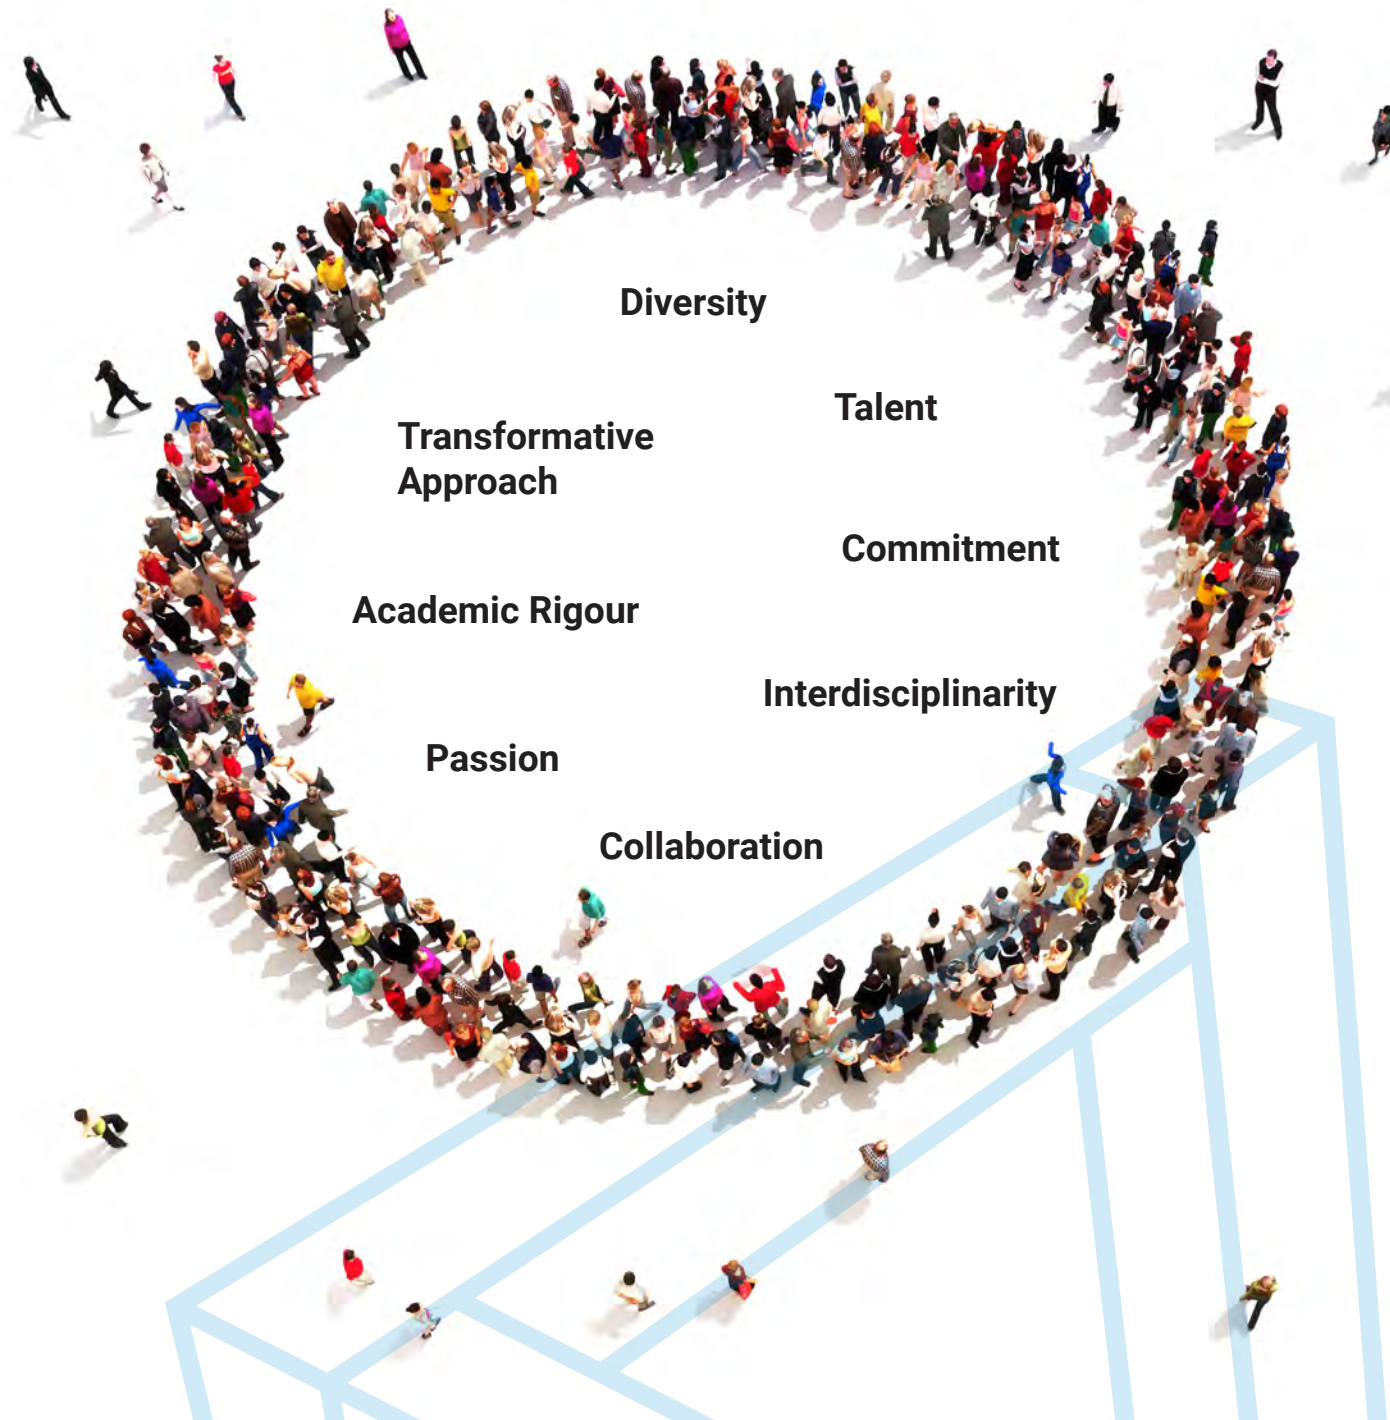 Diversity
Talent
Transformative
Approach
Commitment
Academic Rigour
Interdisciplinarity
Passion
Collaboration